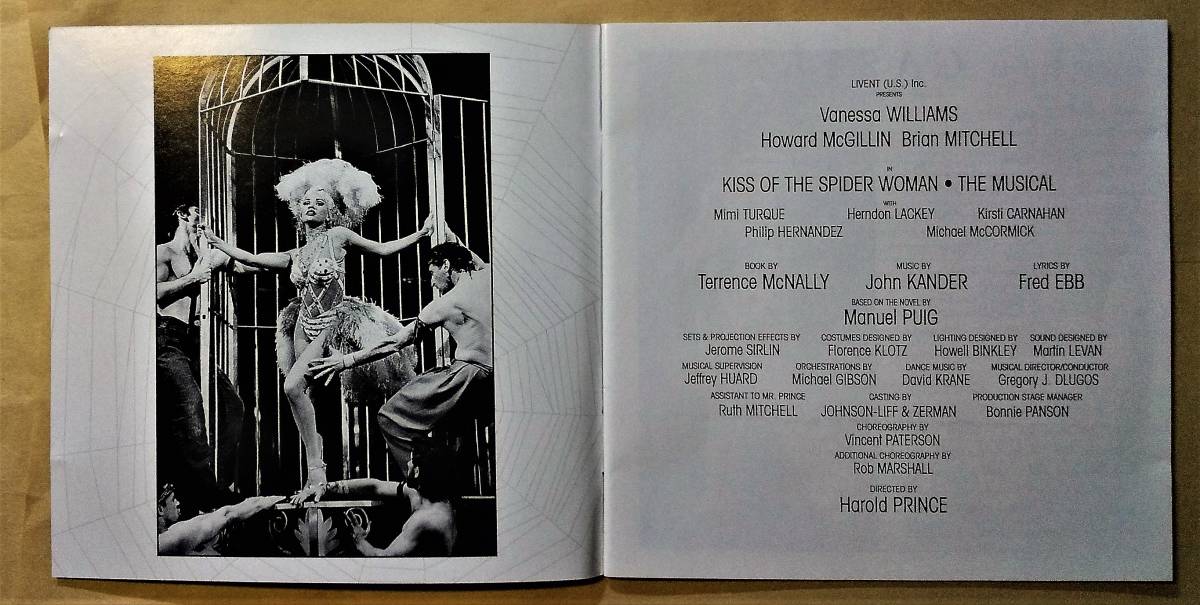 LIVENT (U.S.) Inc.
PRESENTS
Vanessa WILLIAMS
Howard McGILLIN Brian MITCHELL
IN
KISS OF THE SPIDER WOMAN • THE MUSICAL
WITH
Mimi TURQUE Herndon LACKEY Kirsti CARNAHAN
Philip HERNANDEZ Michael McCORMICK
BOOK BY MUSIC BY LYRICS BY
Terrence McNALLY John KANDER Fred EBB
BASED ON THE NOVEL BY
Manuel PUIG
SETS & PROJECTION EFFECTS BY COSTUMES DESIGNED BY LIGHTING DESIGNED BY SOUND DESIGNED BY
Jerome SIRLIN Florence KLOTZ Howell BINKLEY Martin LEVAN
MUSICAL SUPERVISION ORCHESTRATIONS BY DANCE MUSIC BY MUSICAL DIRECTOR/CONDUCTOR
Jeffrey HUARD Michael GIBSON David KRANE Gregory J. DLUGOS
ASSISTANT TO MR. PRINCE CASTING BY PRODUCTION STAGE MANAGER
Ruth MITCHELL JOHNSON-LIFF & ZERMAN Bonnie PANSON
CHOREOGRAPHY BY
Vincent PATERSON
ADDITIONAL CHOREOGRAPHY BY
Rob MARSHALL
DIRECTED BY
Harold PRINCE